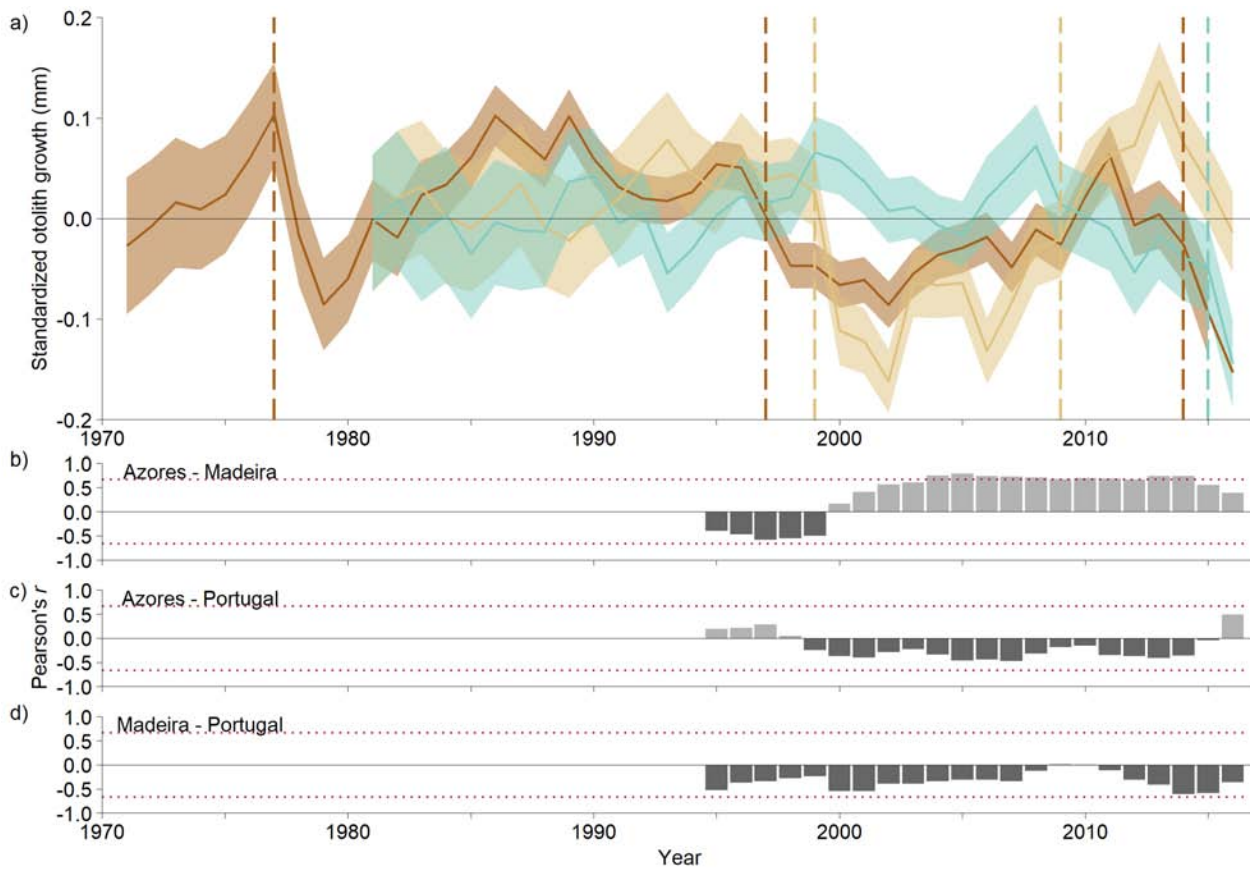 a)
Standardized otolith growth (mm)
0.2
0.1
0.0
-0.1
-0.2
1970 1980 1990 2000 2010
b)
Azores - Madeira
1.0
0.5
0.0
-0.5
-1.0
c)
Azores - Portugal
Pearson's r
1.0
0.5
0.0
-0.5
-1.0
d)
Madeira - Portugal
1.0
0.5
0.0
-0.5
-1.0
1970 1980 1990 2000 2010
Year